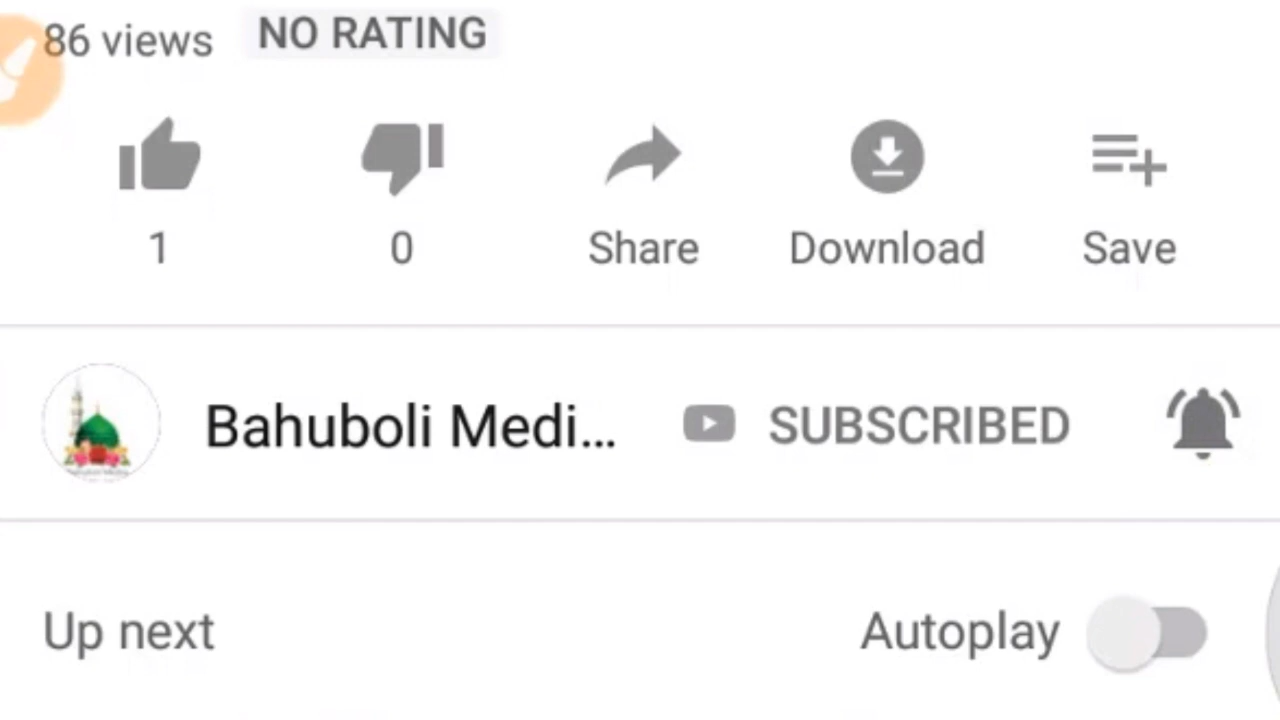 86 views NO RATING
1 0 Share Download Save
Bahuboli Medi... SUBSCRIBED
Up next Autoplay